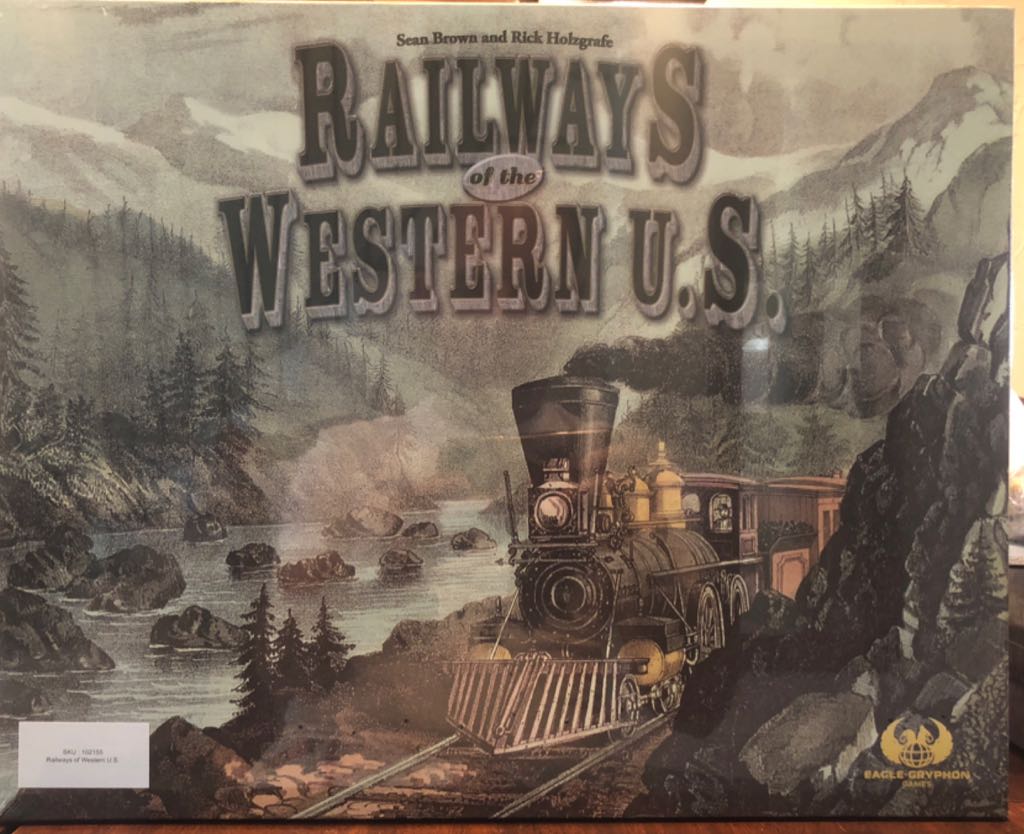 Sean Brown and Rick Holzgrafe
RAILWAYS
of the
WESTERN U.S.
SKU : 102155
Railways of Western U.S.
EAGLE-GRYPHON
GAMES